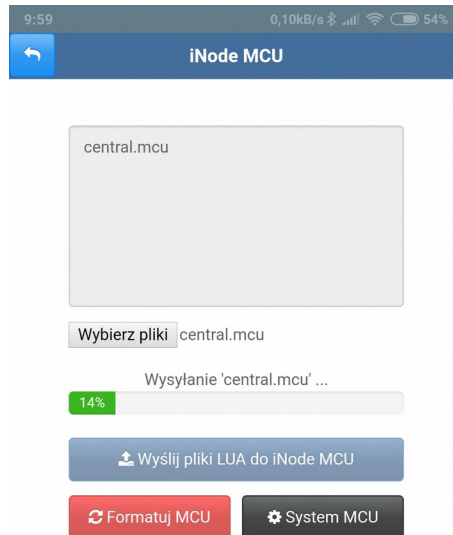 9:59 0,10kB/s 54%
iNode MCU
central.mcu
Wybierz pliki central.mcu
Wysyłanie 'central.mcu' ...
14%
Wyślij pliki LUA do iNode MCU
Formatuj MCU System MCU